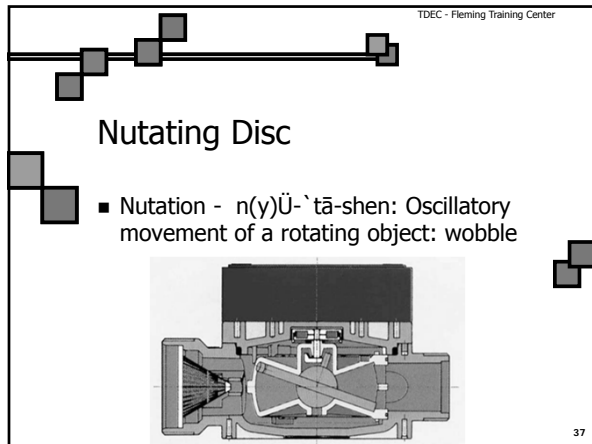 TDEC - Fleming Training Center
Nutating Disc
■ Nutation - n(y)Ü-`tā-shen: Oscillatory
movement of a rotating object: wobble
37